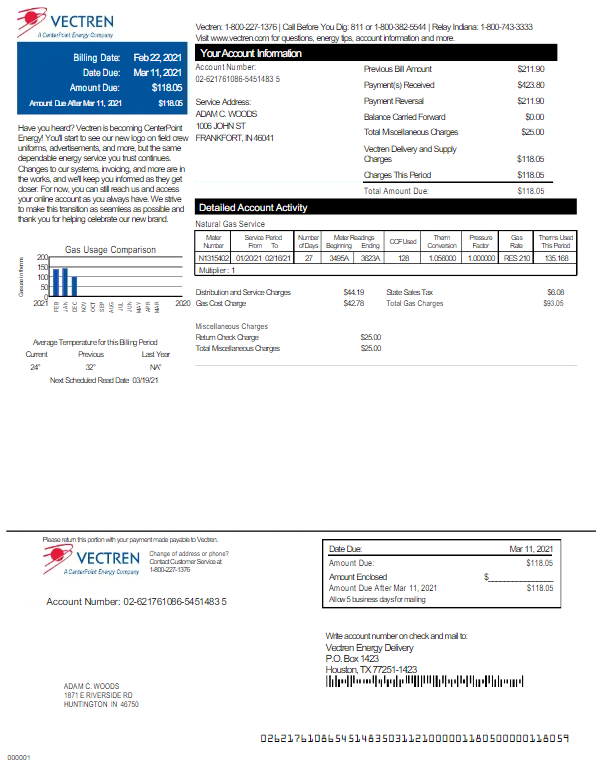 VECTREN
A CenterPoint Energy Company
Vectren: 1-800-227-1376 | Call Before You Dig: 811 or 1-800-382-5544 | Relay Indiana: 1-800-743-3333
Visit www.vectren.com for questions, energy tips, account information and more.
Billing Date: Feb 22, 2021
Date Due: Mar 11, 2021
Amount Due: $118.05
Amount Due After Mar 11, 2021 $118.05
Have you heard? Vectren is becoming CenterPoint
Energy! You'll start to see our new logo on field crew
uniforms, advertisements, and more, but the same
dependable energy service you trust continues.
Changes to our systems, invoicing, and more are in
the works, and we'll keep you informed as they get
closer. For now, you can still reach us and access
your online account as you always have. We strive
to make this transition as seamless as possible and
thank you for helping celebrate our new brand.
Your Account Information
Account Number:
02-621761086-5451483 5
Service Address:
ADAM C. WOODS
1006 JOHN ST
FRANKFORT, IN 46041
Previous Bill Amount $211.90
Payment(s) Received $423.80
Payment Reversal $211.90
Balance Carried Forward $0.00
Total Miscellaneous Charges $25.00
Vectren Delivery and Supply
Charges $118.05
Charges This Period $118.05
Total Amount Due: $118.05
Detailed Account Activity
Natural Gas Service
Meter Number Service Period From To Number of Days Meter Readings Beginning Ending CCF Used Therm Conversion Pressure Factor Gas Rate Therms Used This Period
N1315402 01/2021 02/16/21 27 3495A 3623A 128 1.056000 1.000000 RES 210 135.168
Multiplier: 1
Distribution and Service Charges $44.19 State Sales Tax $6.08
Gas Cost Charge $42.78 Total Gas Charges $93.05
Miscellaneous Charges
Return Check Charge $25.00
Total Miscellaneous Charges $25.00
Gas Usage Comparison
Gas use in therms
200
150
100
50
0
2021 FEB JAN DEC NOV OCT SEP AUG JUL JUN MAY APR MAR 2020
Average Temperature for this Billing Period
Current Previous Last Year
24° 32° NA°
Next Scheduled Read Date 03/19/21
Please return this portion with your payment made payable to Vectren.
VECTREN
A CenterPoint Energy Company
Change of address or phone?
Contact Customer Service at
1-800-227-1376
Account Number: 02-621761086-5451483 5
Date Due: Mar 11, 2021
Amount Due: $118.05
Amount Enclosed $
Amount Due After Mar 11, 2021 $118.05
Allow 5 business days for mailing
Write account number on check and mail to:
Vectren Energy Delivery
P.O. Box 1423
Houston, TX 77251-1423
ADAM C. WOODS
1871 E RIVERSIDE RD
HUNTINGTON IN 46750
026217610865451483503112100000011805000000118059
000001